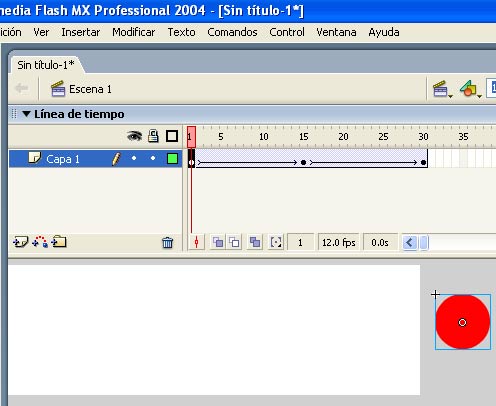 media Flash MX Professional 2004 - [Sin título-1*]
ición Ver Insertar Modificar Texto Comandos Control Ventana Ayuda
Sin título-1*
Escena 1
Línea de tiempo
1 5 10 15 20 25 30 35
Capa 1
1 12.0 fps 0.0s